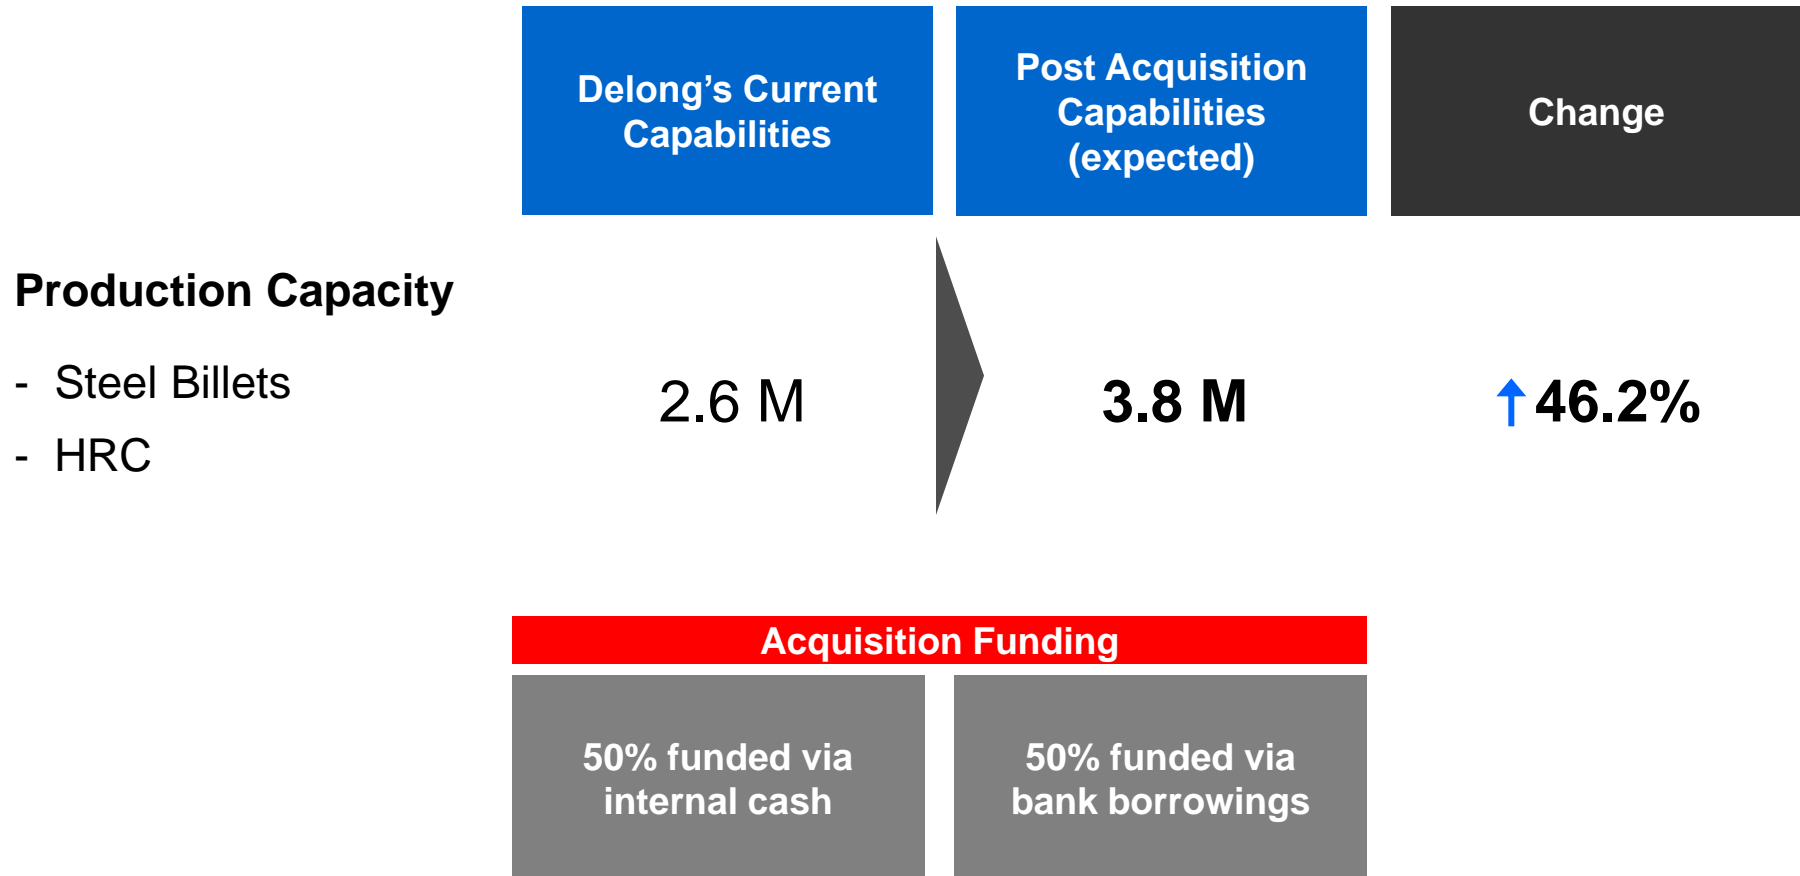 Delong’s Current
Capabilities
Post Acquisition
Capabilities
(expected)
Change
Production Capacity
- Steel Billets
- HRC
2.6 M
3.8 M
46.2%
Acquisition Funding
50% funded via
internal cash
50% funded via
bank borrowings